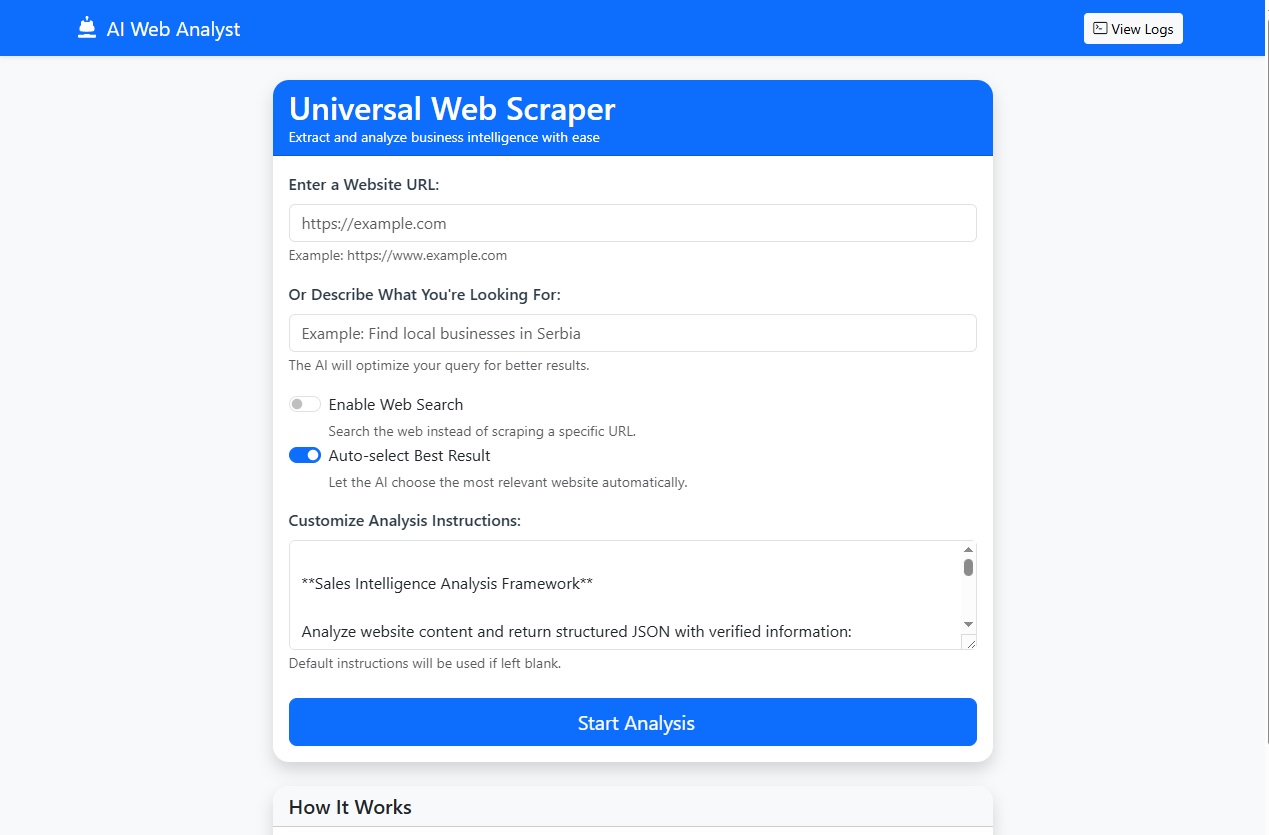 AI Web Analyst
View Logs
Universal Web Scraper
Extract and analyze business intelligence with ease
Enter a Website URL:
https://example.com
Example: https://www.example.com
Or Describe What You're Looking For:
Example: Find local businesses in Serbia
The AI will optimize your query for better results.
Enable Web Search
Search the web instead of scraping a specific URL.
Auto-select Best Result
Let the AI choose the most relevant website automatically.
Customize Analysis Instructions:
**Sales Intelligence Analysis Framework**
Analyze website content and return structured JSON with verified information:
Default instructions will be used if left blank.
Start Analysis
How It Works